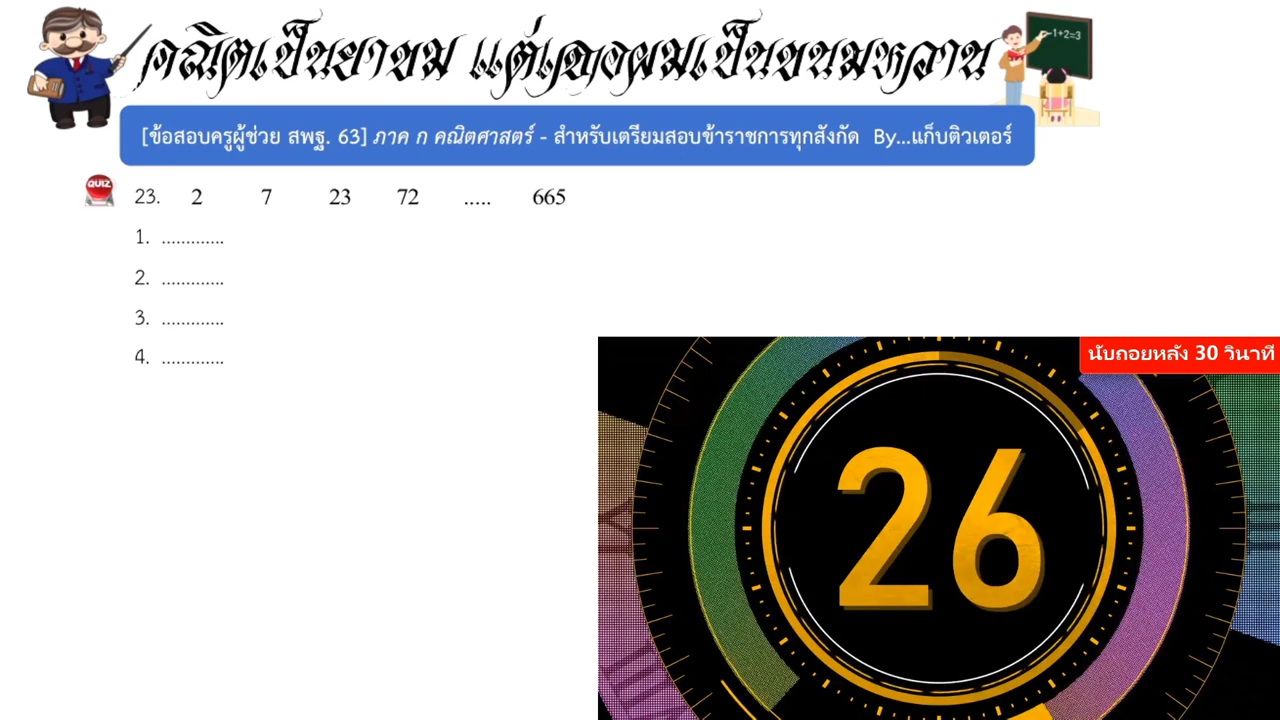 คณิตเป็นยาขม แต่เจอผมเป็นขนมหวาน
-1+2=3
[ข้อสอบครูผู้ช่วย สพฐ. 63] ภาค ก คณิตศาสตร์ - สำหรับเตรียมสอบข้าราชการทุกสังกัด By...แก็บติวเตอร์
QUIZ
23. 2 7 23 72 ..... 665
1. .............
2. .............
3. .............
4. .............
นับถอยหลัง 30 วินาที
26